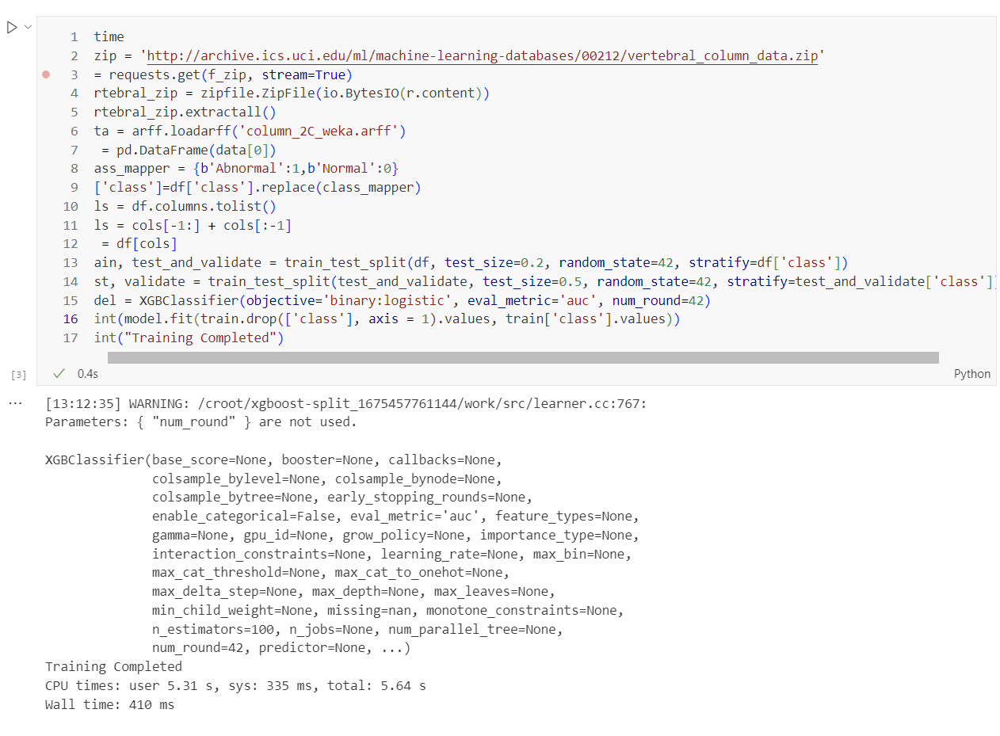 1 time
2 zip = 'http://archive.ics.uci.edu/ml/machine-learning-databases/00212/vertebral_column_data.zip'
3 = requests.get(f_zip, stream=True)
4 rtebral_zip = zipfile.ZipFile(io.BytesIO(r.content))
5 rtebral_zip.extractall()
6 ta = arff.loadarff('column_2C_weka.arff')
7 = pd.DataFrame(data[0])
8 ass_mapper = {b'Abnormal':1,b'Normal':0}
9 ['class']=df['class'].replace(class_mapper)
10 ls = df.columns.tolist()
11 ls = cols[-1:] + cols[:-1]
12 = df[cols]
13 ain, test_and_validate = train_test_split(df, test_size=0.2, random_state=42, stratify=df['class'])
14 st, validate = train_test_split(test_and_validate, test_size=0.5, random_state=42, stratify=test_and_validate['class'])
15 del = XGBClassifier(objective='binary:logistic', eval_metric='auc', num_round=42)
16 int(model.fit(train.drop(['class'], axis = 1).values, train['class'].values))
17 int("Training Completed")
[3] 0.4s Python
... [13:12:35] WARNING: /croot/xgboost-split_1675457761144/work/src/learner.cc:767:
Parameters: { "num_round" } are not used.
XGBClassifier(base_score=None, booster=None, callbacks=None,
colsample_bylevel=None, colsample_bynode=None,
colsample_bytree=None, early_stopping_rounds=None,
enable_categorical=False, eval_metric='auc', feature_types=None,
gamma=None, gpu_id=None, grow_policy=None, importance_type=None,
interaction_constraints=None, learning_rate=None, max_bin=None,
max_cat_threshold=None, max_cat_to_onehot=None,
max_delta_step=None, max_depth=None, max_leaves=None,
min_child_weight=None, missing=nan, monotone_constraints=None,
n_estimators=100, n_jobs=None, num_parallel_tree=None,
num_round=42, predictor=None, ...)
Training Completed
CPU times: user 5.31 s, sys: 335 ms, total: 5.64 s
Wall time: 410 ms